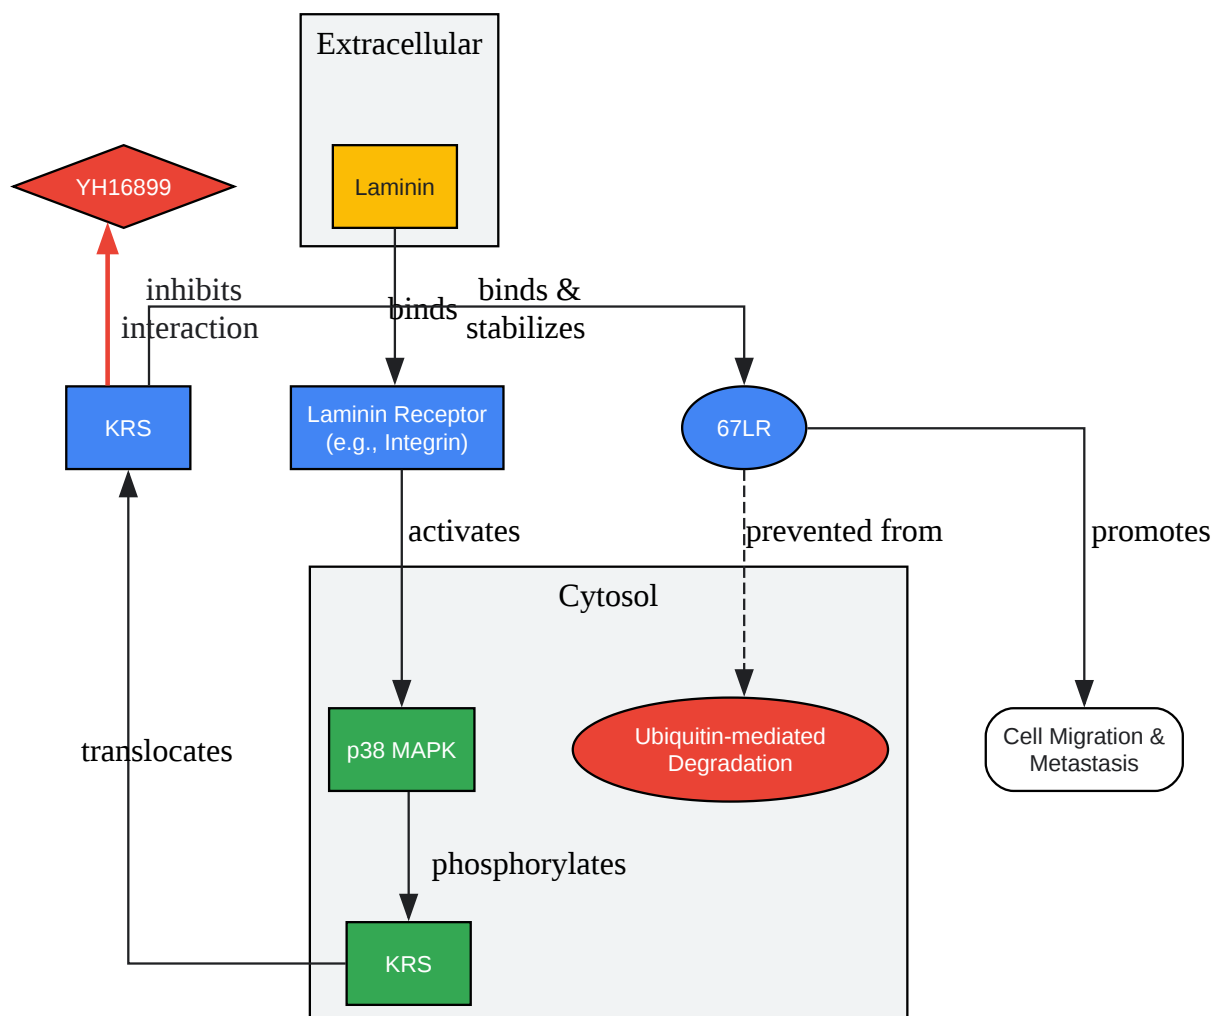 Extracellular
YH16899
Laminin
inhibits
interaction
binds
binds &
stabilizes
KRS
Laminin Receptor
(e.g., Integrin)
67LR
activates
prevented from
promotes
Cytosol
translocates
p38 MAPK
Ubiquitin-mediated
Degradation
Cell Migration &
Metastasis
phosphorylates
KRS